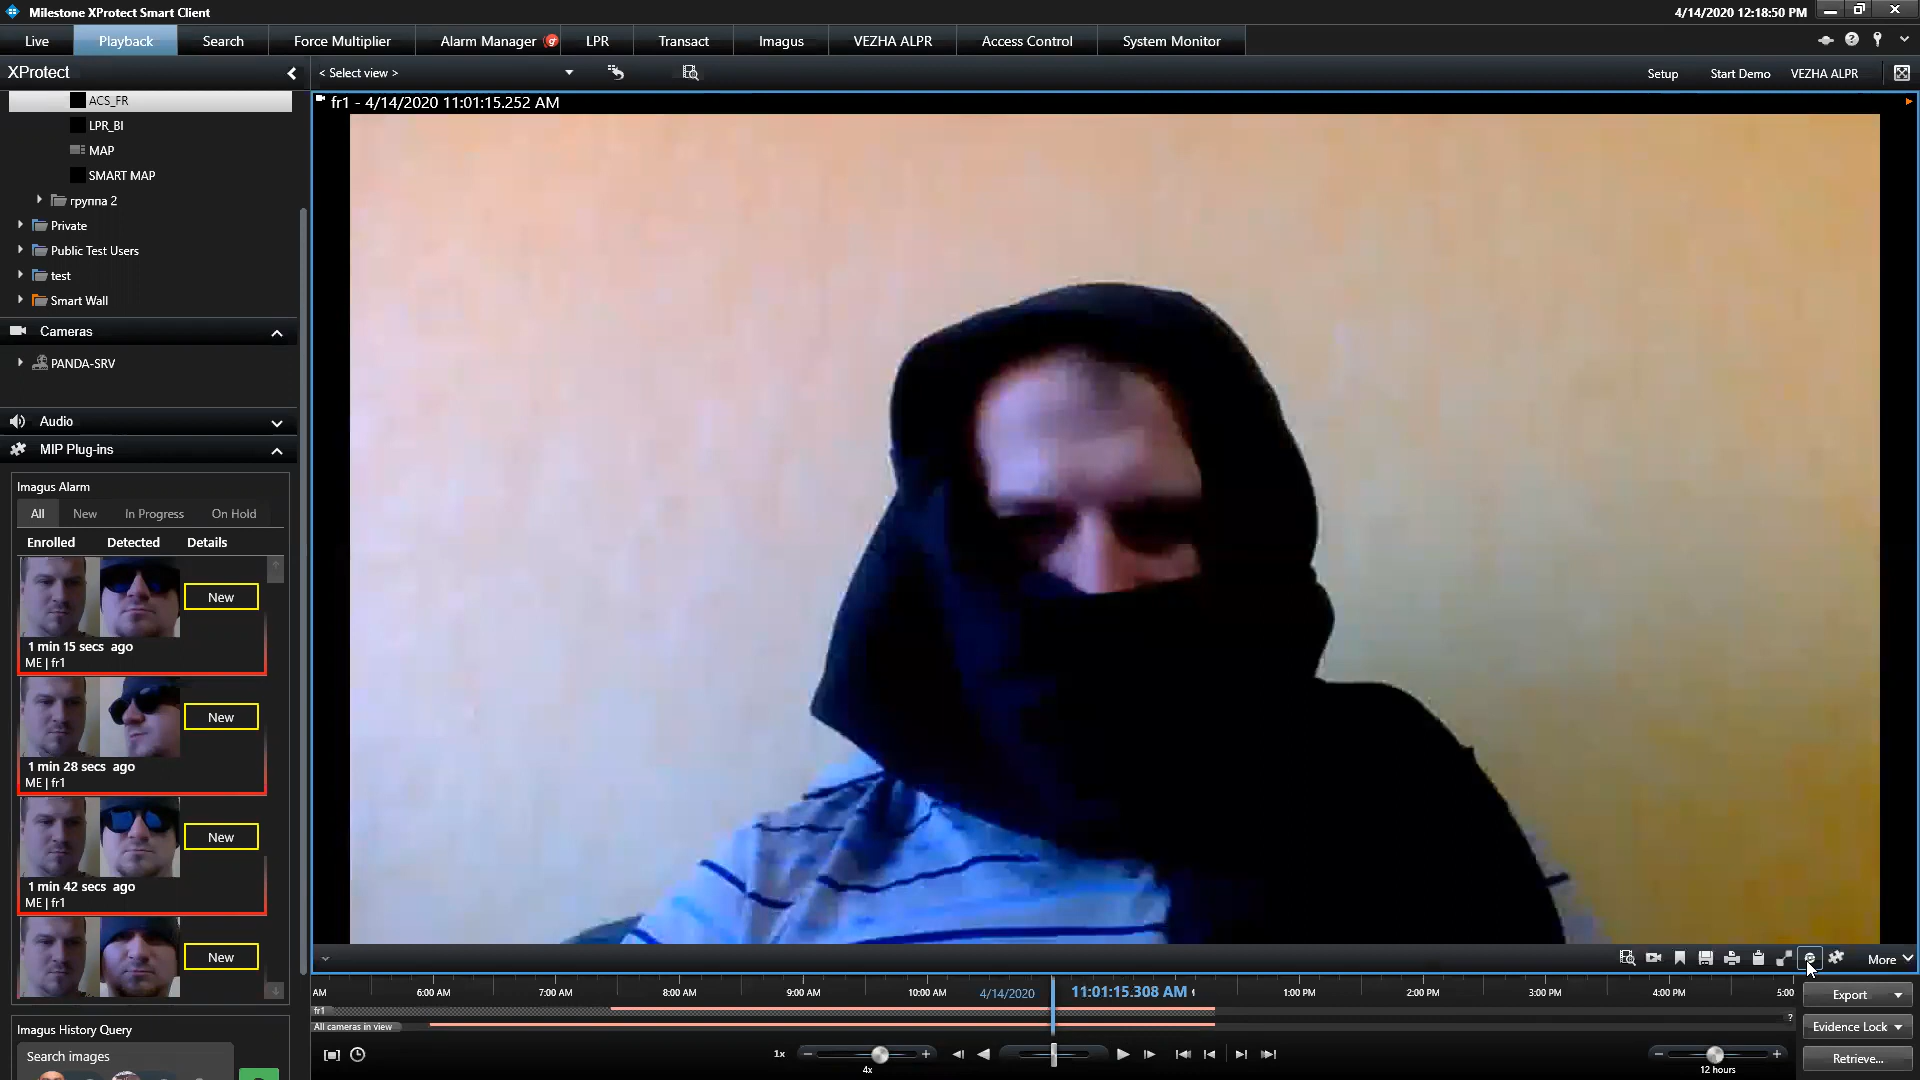 Milestone XProtect Smart Client
4/14/2020 12:18:50 PM
Live
Playback
Search
Force Multiplier
Alarm Manager
LPR
Transact
Imagus
VEZHA ALPR
Access Control
System Monitor
XProtect
< Select view >
Setup
Start Demo
VEZHA ALPR
ACS_FR
LPR_BI
MAP
SMART MAP
группа 2
Private
Public Test Users
test
Smart Wall
Cameras
PANDA-SRV
Audio
MIP Plug-ins
Imagus Alarm
All
New
In Progress
On Hold
Enrolled
Detected
Details
New
1 min 15 secs ago
ME | fr1
New
1 min 28 secs ago
ME | fr1
New
1 min 42 secs ago
ME | fr1
New
Imagus History Query
Search images
fr1 - 4/14/2020 11:01:15.252 AM
More
AM
6:00 AM
7:00 AM
8:00 AM
9:00 AM
10:00 AM
4/14/2020
11:01:15.308 AM
1:00 PM
2:00 PM
3:00 PM
4:00 PM
5:00
fr1
All cameras in view
?
1x
4x
12 hours
Export
Evidence Lock
Retrieve...